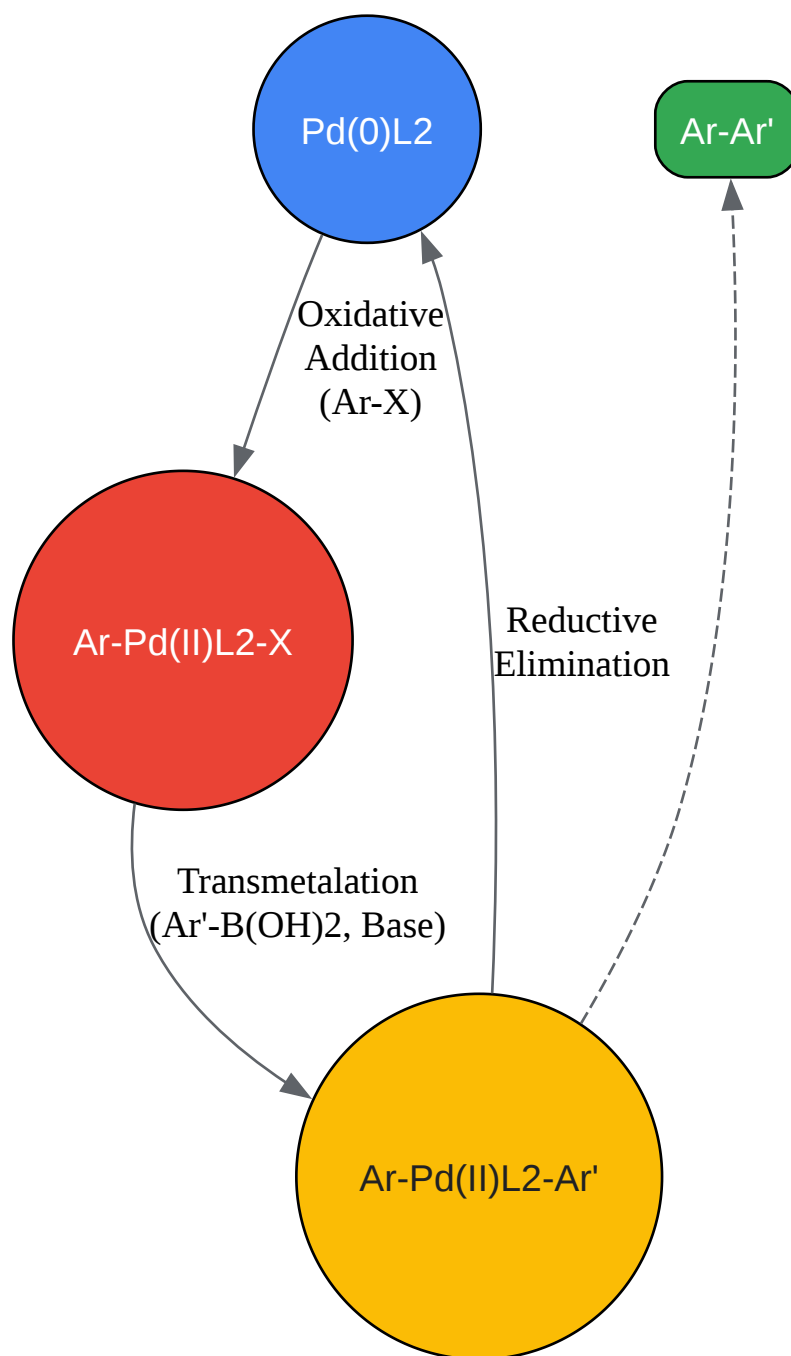 Pd(0)L2
Ar-Ar'
Oxidative
Addition
(Ar-X)
Reductive
Elimination
Ar-Pd(II)L2-X
Transmetalation
(Ar'-B(OH)2, Base)
Ar-Pd(II)L2-Ar'